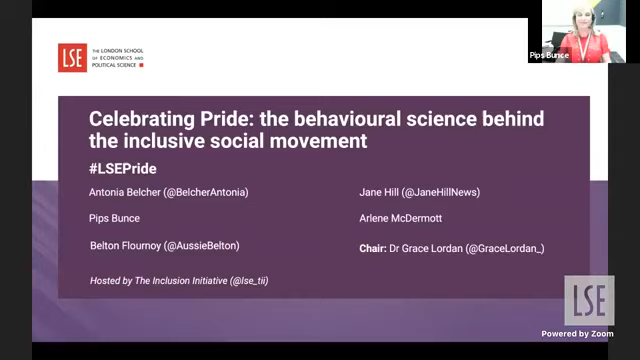 LSE
THE LONDON SCHOOL
OF ECONOMICS AND
POLITICAL SCIENCE
Pips Bunce
Celebrating Pride: the behavioural science behind
the inclusive social movement
#LSEPride
Antonia Belcher (@BelcherAntonia)
Jane Hill (@JaneHillNews)
Pips Bunce
Arlene McDermott
Belton Flournoy (@AussieBelton)
Chair: Dr Grace Lordan (@GraceLordan_)
Hosted by The Inclusion Initiative (@lse_tii)
LSE
Powered by Zoom